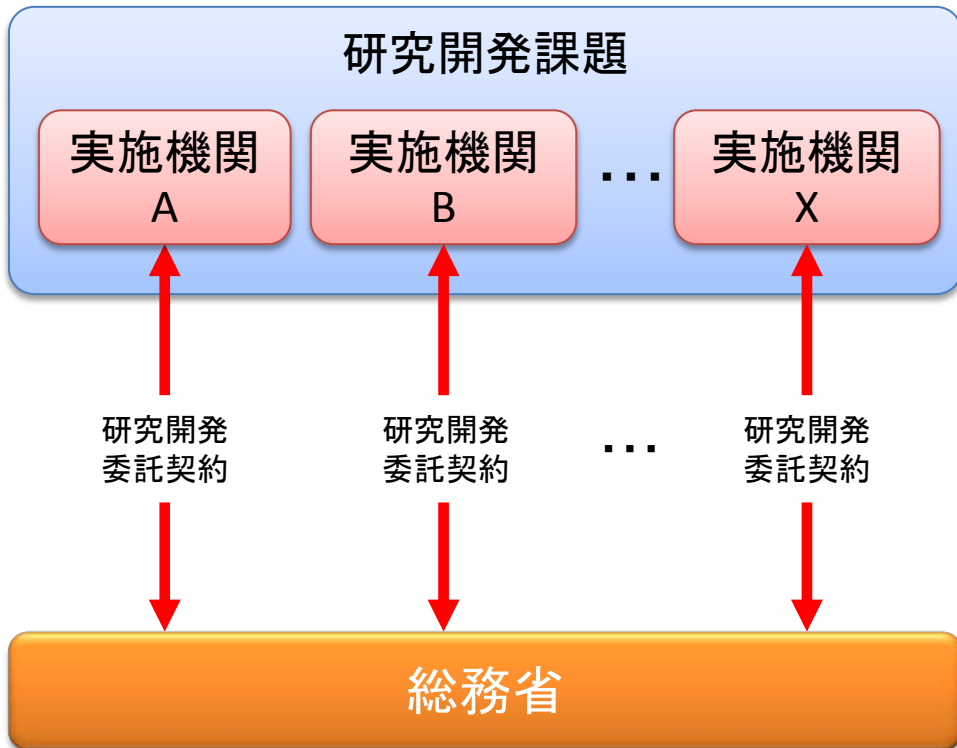 研究開発課題
実施機関
A
実施機関
B
…
実施機関
X
研究開発
委託契約
研究開発
委託契約
…
研究開発
委託契約
総務省